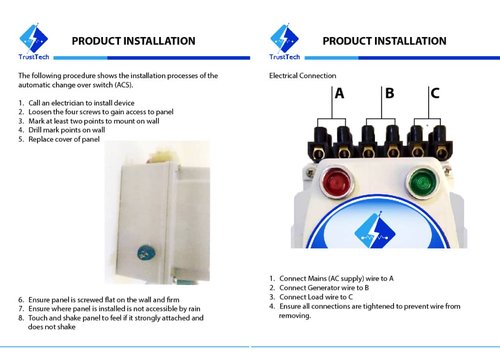 TrustTech
PRODUCT INSTALLATION
The following procedure shows the installation processes of the
automatic change over switch (ACS).
1. Call an electrician to install device
2. Loosen the four screws to gain access to panel
3. Mark at least two points to mount on wall
4. Drill mark points on wall
5. Replace cover of panel
6. Ensure panel is screwed flat on the wall and firm
7. Ensure where panel is installed is not accessible by rain
8. Touch and shake panel to feel if it strongly attached and
does not shake
TrustTech
PRODUCT INSTALLATION
Electrical Connection
A B C
1. Connect Mains (AC supply) wire to A
2. Connect Generator wire to B
3. Connect Load wire to C
4. Ensure all connections are tightened to prevent wire from
removing.